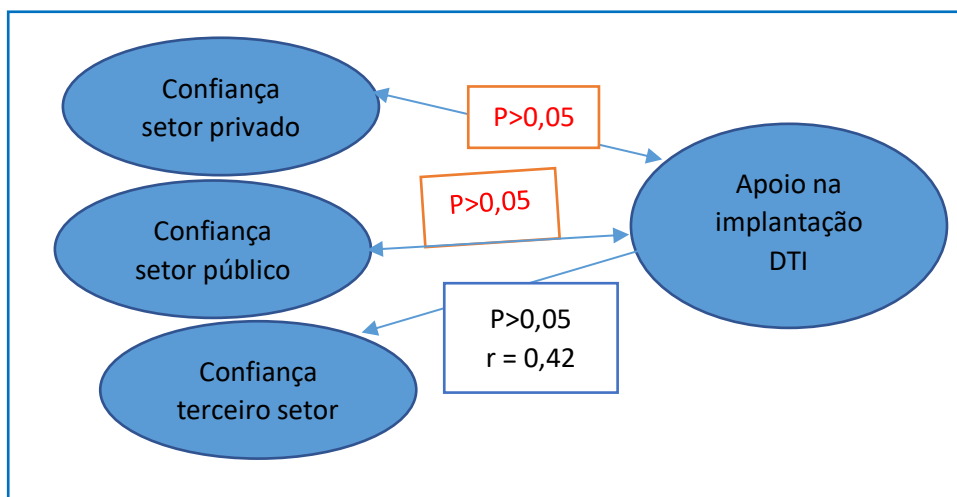 Confiança
setor privado
P>0,05
Confiança
setor público
P>0,05
Apoio na
implantação
DTI
P>0,05
r = 0,42
Confiança
terceiro setor